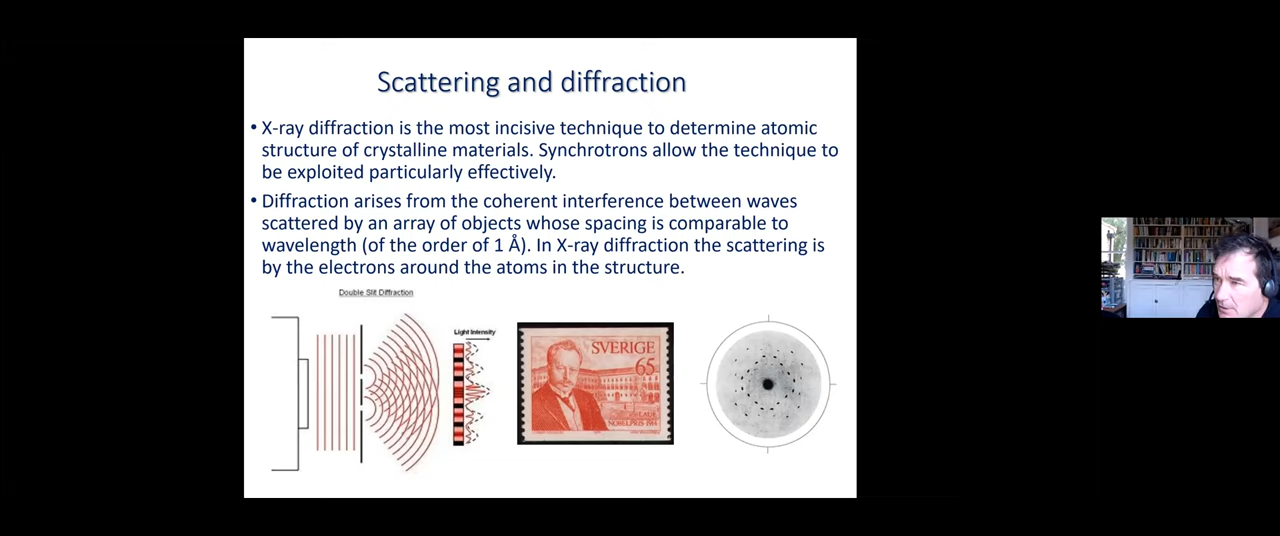 Scattering and diffraction
• X-ray diffraction is the most incisive technique to determine atomic
structure of crystalline materials. Synchrotrons allow the technique to
be exploited particularly effectively.
• Diffraction arises from the coherent interference between waves
scattered by an array of objects whose spacing is comparable to
wavelength (of the order of 1 Å). In X-ray diffraction the scattering is
by the electrons around the atoms in the structure.
Double Slit Diffraction
Light Intensity
SVERIGE
65
NOBELPRIS 1914